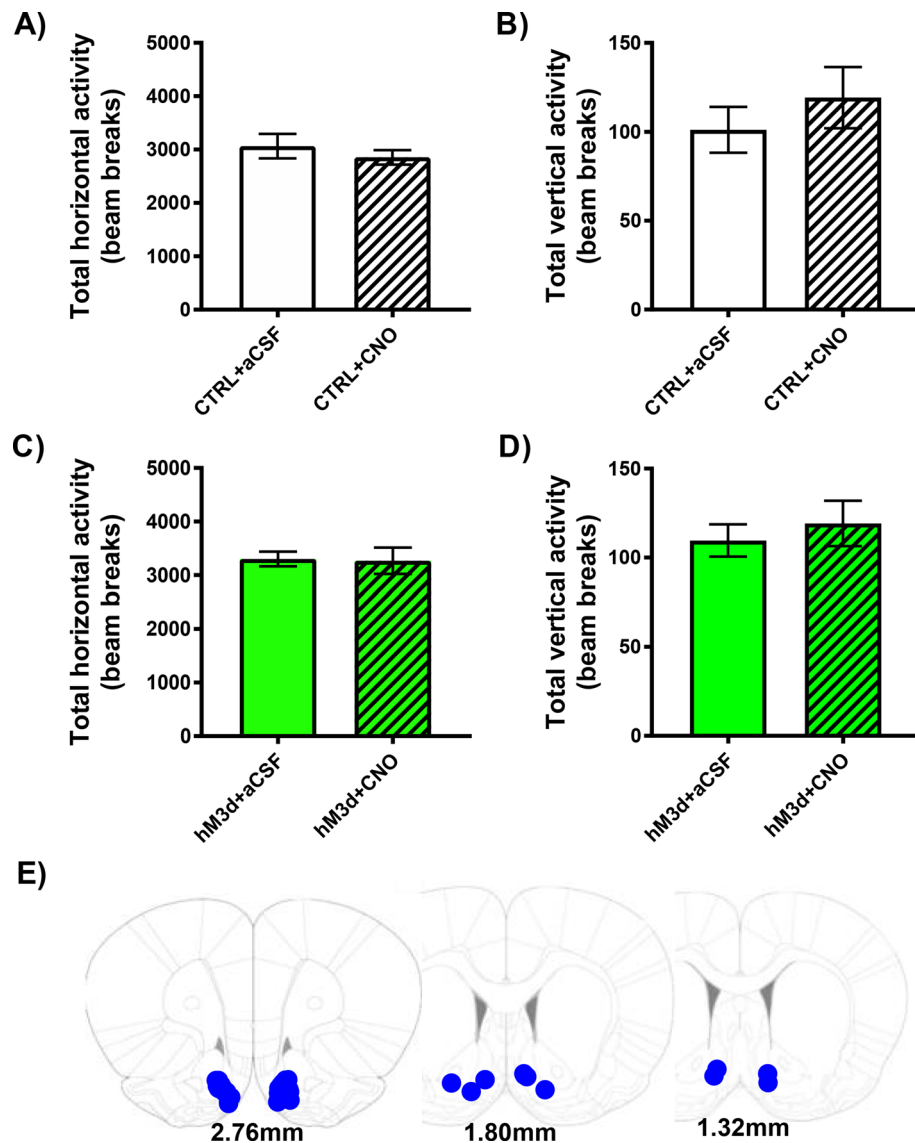 A)
Total horizontal activity
(beam breaks)
5000
4000
3000
2000
1000
0
CTRL+aCSF
CTRL+CNO
B)
Total vertical activity
(beam breaks)
150
100
50
0
CTRL+aCSF
CTRL+CNO
C)
Total horizontal activity
(beam breaks)
5000
4000
3000
2000
1000
0
hM3d+aCSF
hM3d+CNO
D)
Total vertical activity
(beam breaks)
150
100
50
0
hM3d+aCSF
hM3d+CNO
E)
2.76mm
1.80mm
1.32mm